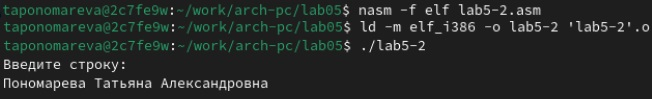 taponomareva@2c7fe9w:~/work/arch-pc/lab05$ nasm -f elf lab5-2.asm
taponomareva@2c7fe9w:~/work/arch-pc/lab05$ ld -m elf_i386 -o lab5-2 'lab5-2'.o
taponomareva@2c7fe9w:~/work/arch-pc/lab05$ ./lab5-2
Введите строку:
Пономарева Татьяна Александровна